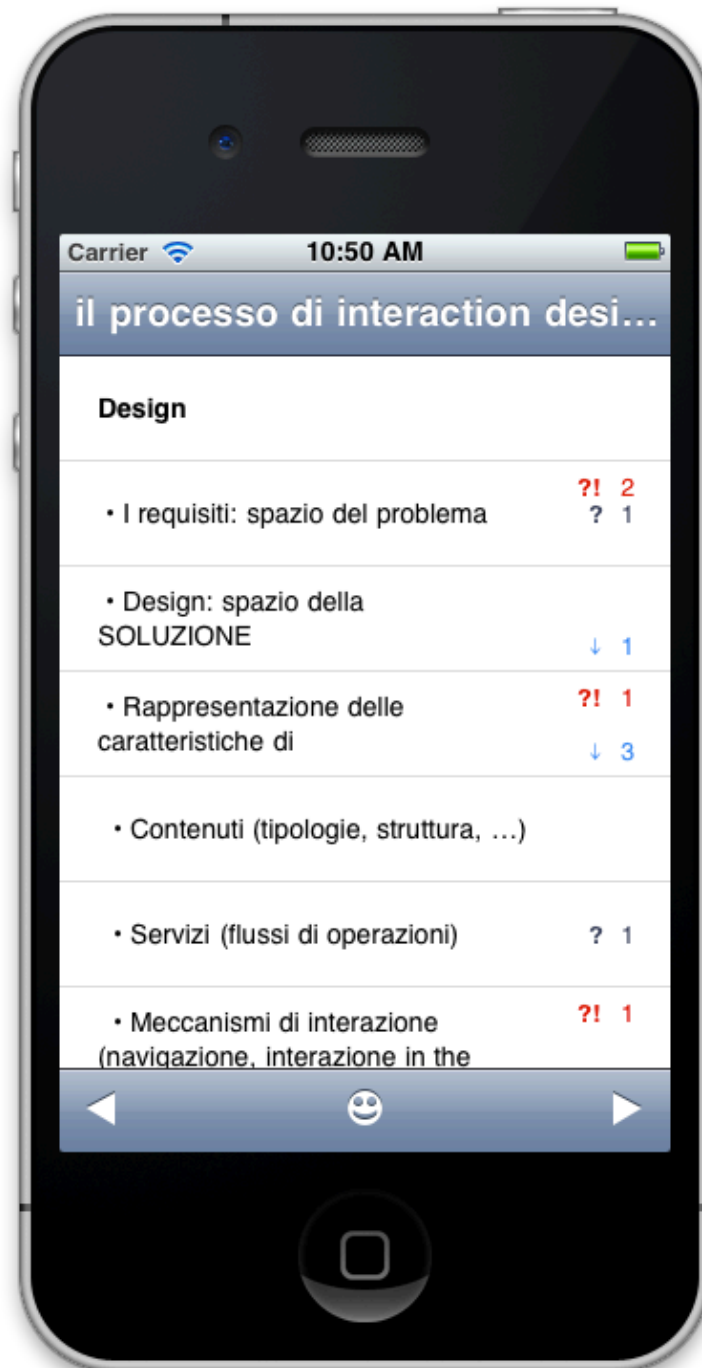 Carrier 10:50 AM
il processo di interaction desi...
Design
?! 2
• I requisiti: spazio del problema ? 1
• Design: spazio della
SOLUZIONE
↓ 1
• Rappresentazione delle ?! 1
caratteristiche di
↓ 3
• Contenuti (tipologie, struttura, ...)
• Servizi (flussi di operazioni) ? 1
• Meccanismi di interazione ?! 1
(navigazione, interazione in the